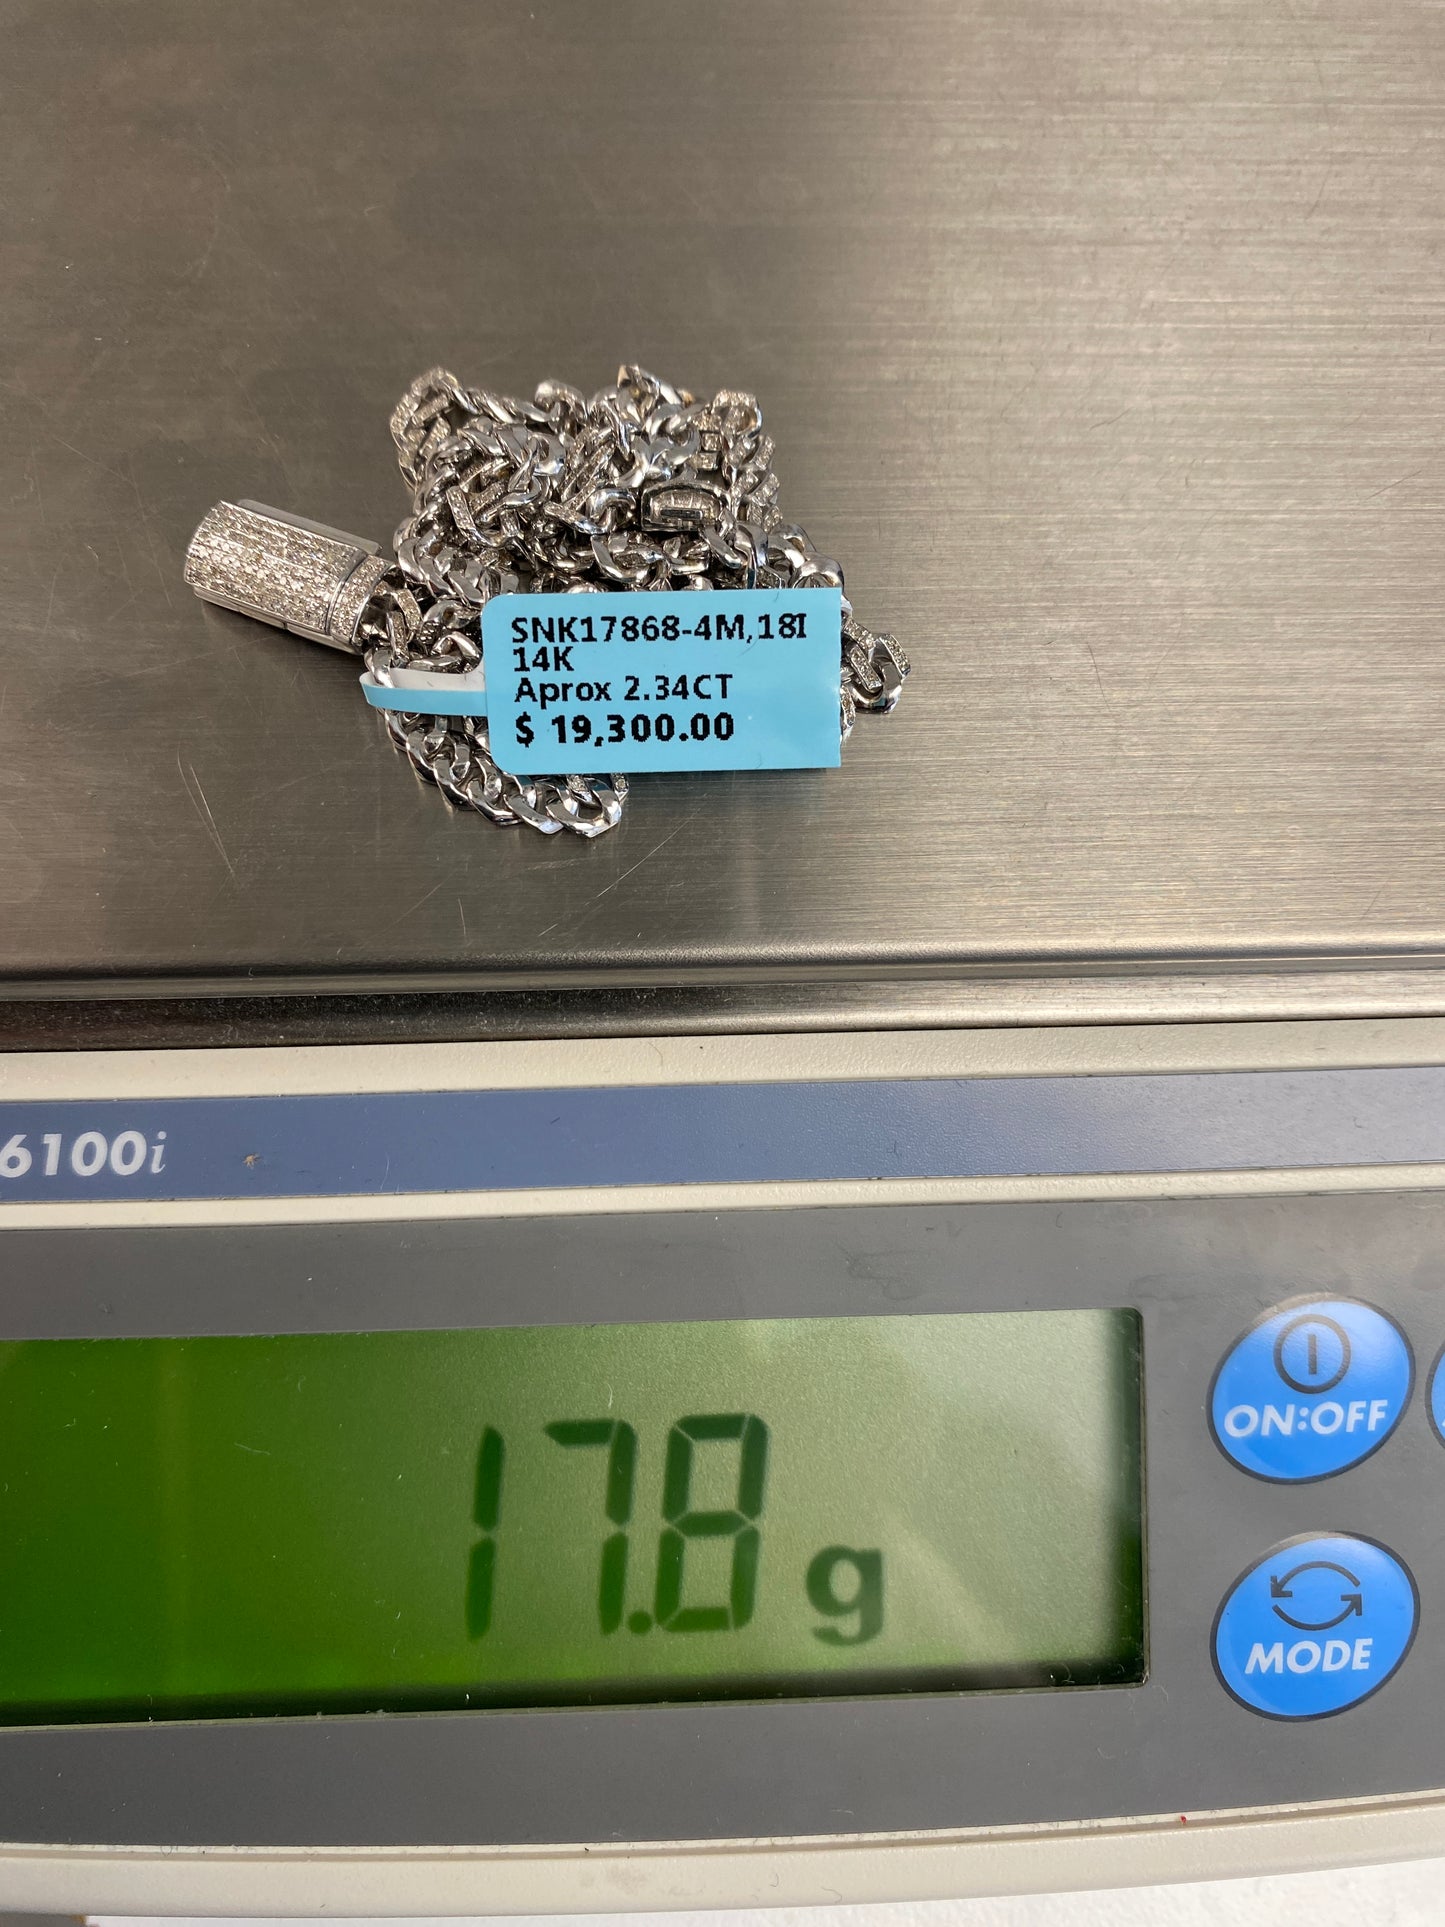 SNK17868-4M,18I
14K
Aprox 2.34CT
$ 19,300.00
6100i
17.8 g
ON:OFF
MODE